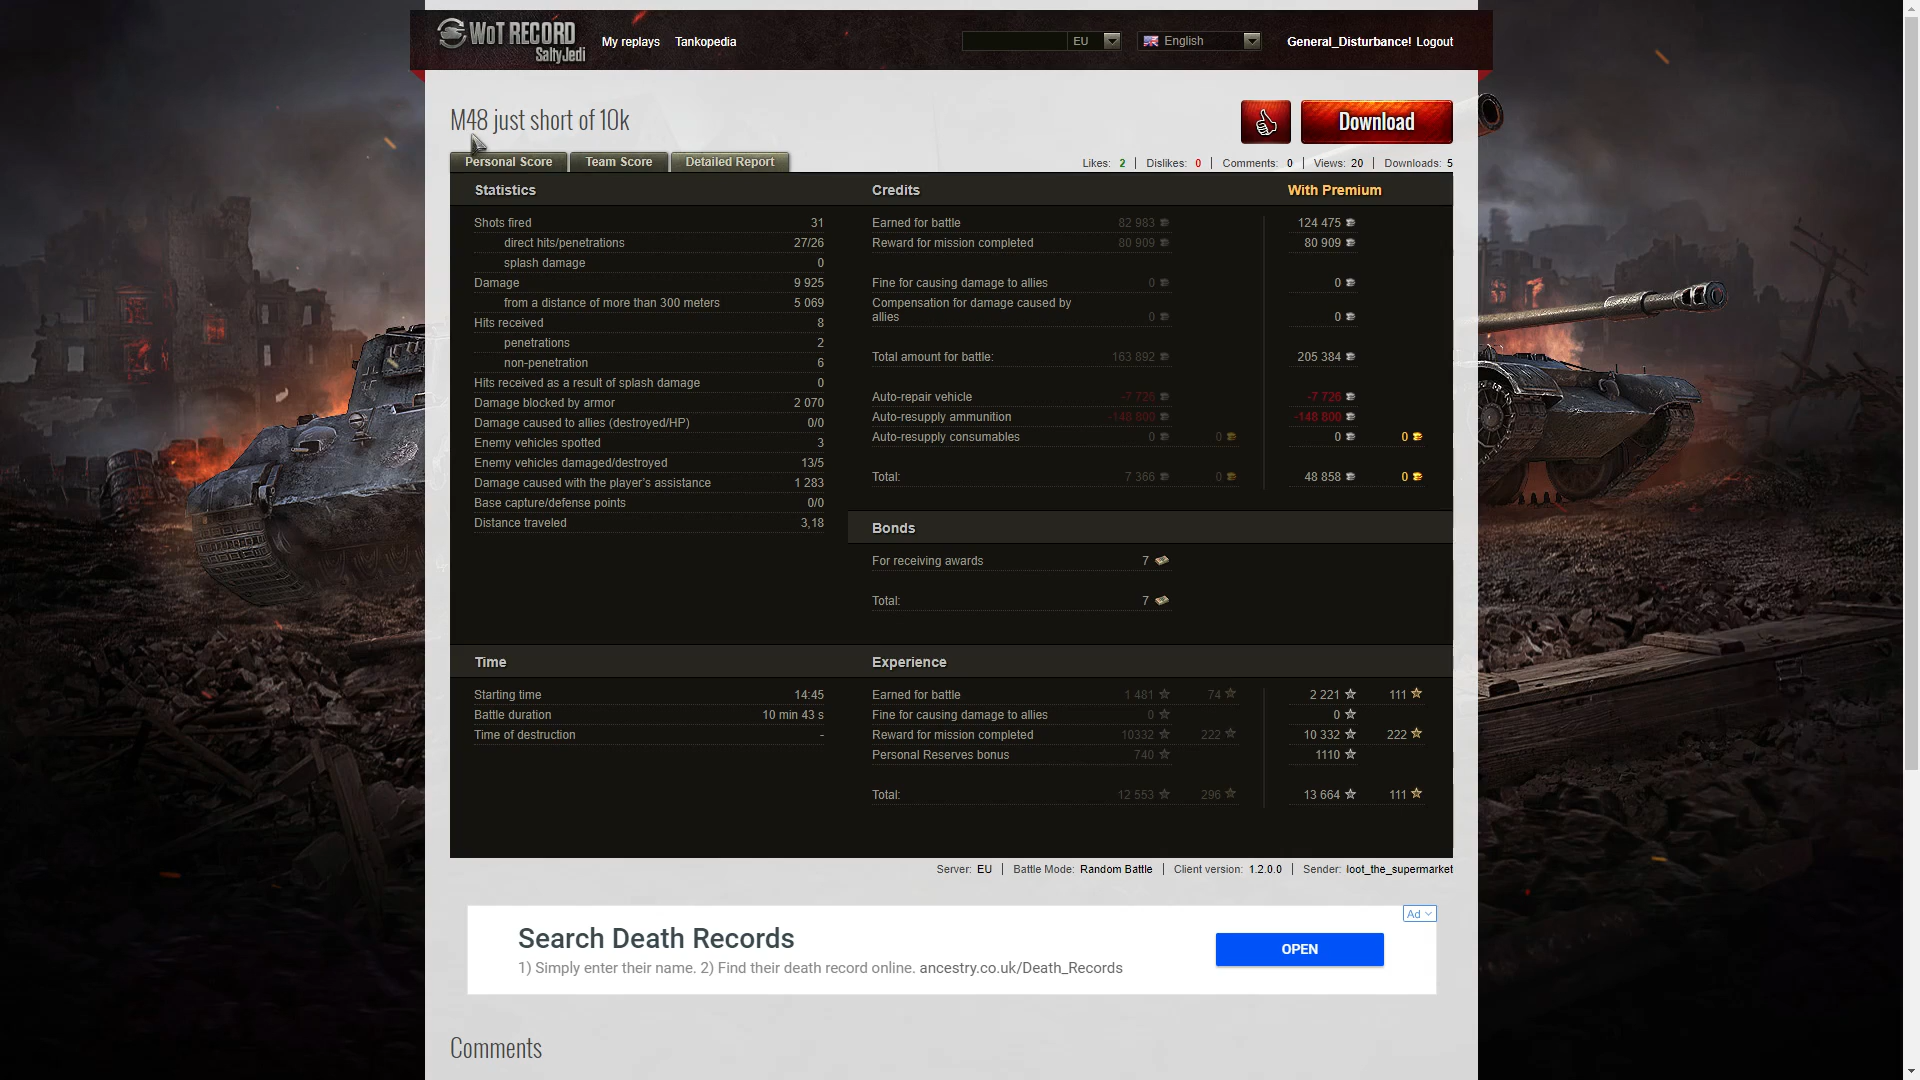 WoT RECORD
SaltyJedi
My replays
Tankopedia
EU
English
General_Disturbance! Logout
M48 just short of 10k
Download
Personal Score
Team Score
Detailed Report
Likes: 2 | Dislikes: 0 | Comments: 0 | Views: 20 | Downloads: 5
Statistics
Shots fired 31
direct hits/penetrations 27/26
splash damage 0
Damage 9 925
from a distance of more than 300 meters 5 069
Hits received 8
penetrations 2
non-penetration 6
Hits received as a result of splash damage 0
Damage blocked by armor 2 070
Damage caused to allies (destroyed/HP) 0/0
Enemy vehicles spotted 3
Enemy vehicles damaged/destroyed 13/5
Damage caused with the player's assistance 1 283
Base capture/defense points 0/0
Distance traveled 3,18
Credits With Premium
Earned for battle 82 983 124 475
Reward for mission completed 80 909 80 909
Fine for causing damage to allies 0 0
Compensation for damage caused by
allies 0 0
Total amount for battle: 163 892 205 384
Auto-repair vehicle -7 726 -7 726
Auto-resupply ammunition -148 800 -148 800
Auto-resupply consumables 0 0 0 0
Total: 7 366 0 48 858 0
Bonds
For receiving awards 7
Total: 7
Time
Starting time 14:45
Battle duration 10 min 43 s
Time of destruction -
Experience
Earned for battle 1 481 74 2 221 111
Fine for causing damage to allies 0 0
Reward for mission completed 10332 222 10 332 222
Personal Reserves bonus 740 1110
Total: 12 553 296 13 664 111
Server: EU | Battle Mode: Random Battle | Client version: 1.2.0.0 | Sender: loot_the_supermarket
Ad
Search Death Records
1) Simply enter their name. 2) Find their death record online. ancestry.co.uk/Death_Records
OPEN
Comments